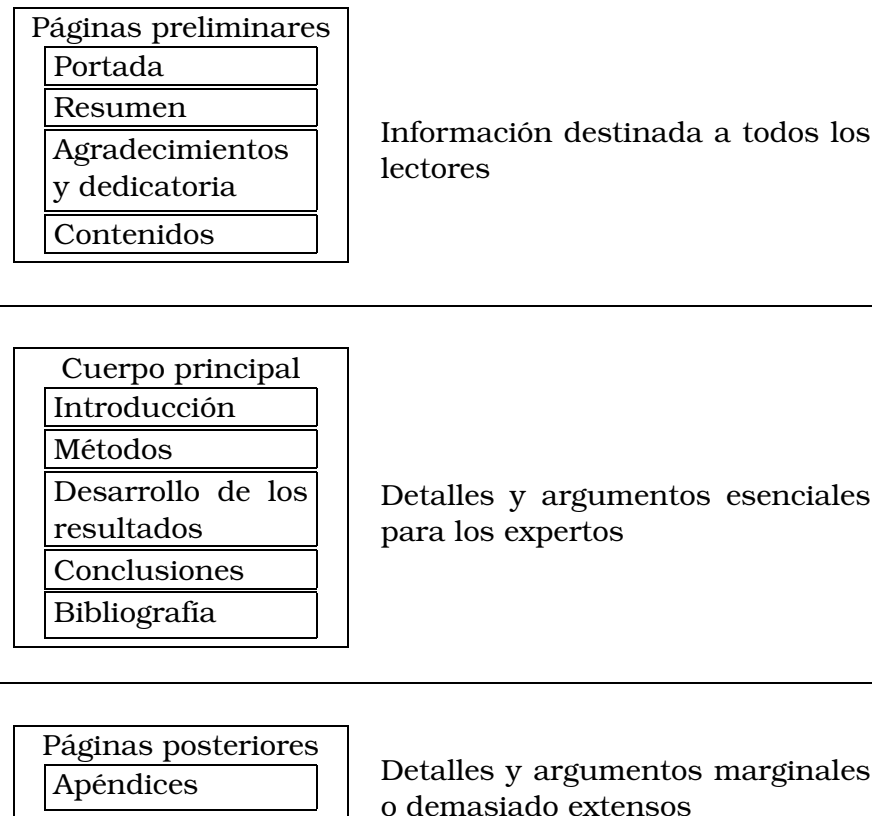 Páginas preliminares
Portada
Resumen
Agradecimientos
y dedicatoria
Contenidos
Información destinada a todos los
lectores
Cuerpo principal
Introducción
Métodos
Desarrollo de los
resultados
Conclusiones
Bibliografía
Detalles y argumentos esenciales
para los expertos
Páginas posteriores
Apéndices
Detalles y argumentos marginales
o demasiado extensos